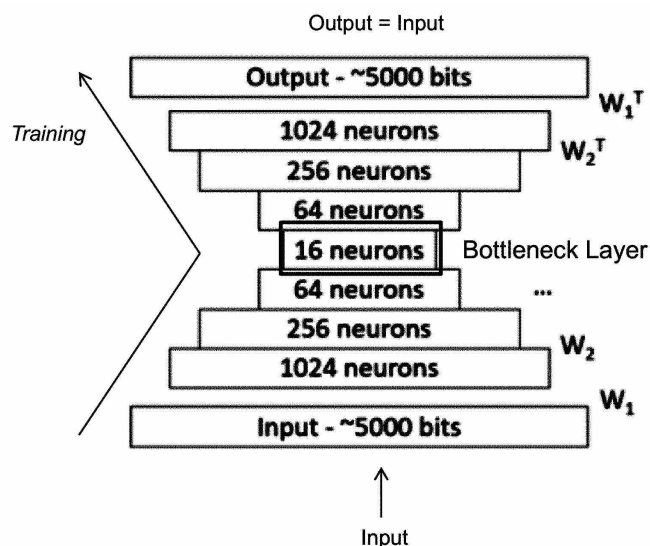 Output = Input
Output - ~5000 bits
W₁ᵀ
Training
1024 neurons
W₂ᵀ
256 neurons
64 neurons
16 neurons
Bottleneck Layer
64 neurons
...
256 neurons
W₂
1024 neurons
W₁
Input - ~5000 bits
Input